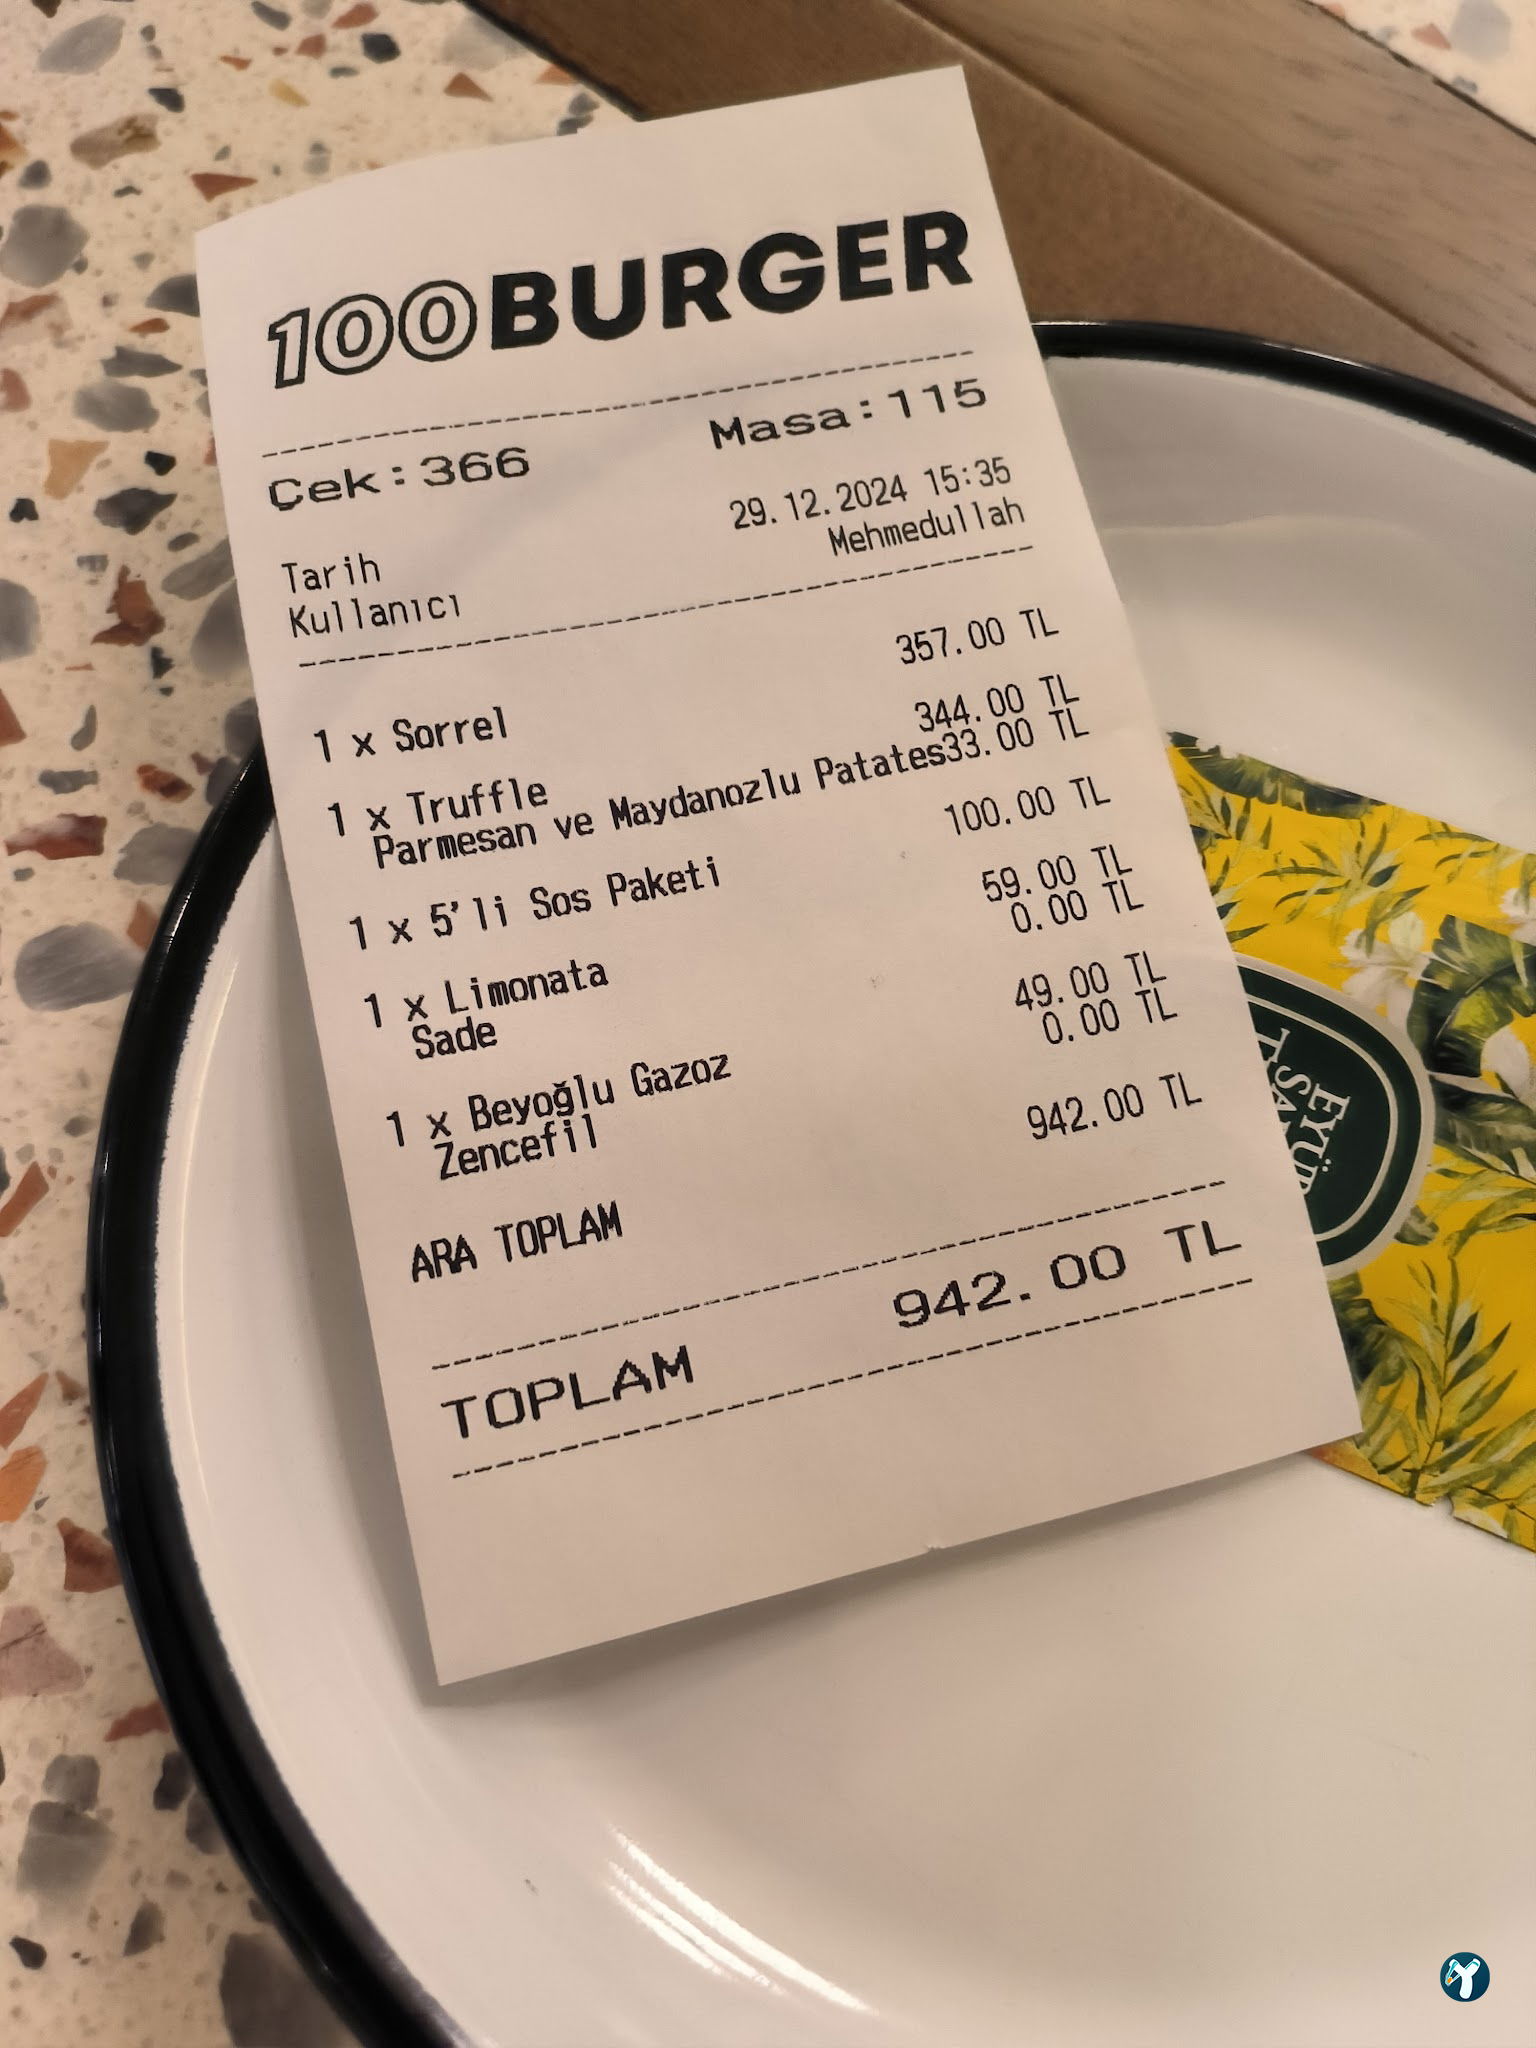 100BURGER
Çek:366 Masa:115
Tarih 29.12.2024 15:35
Kullanıcı Mehmedullah
1 x Sorrel 357.00 TL
1 x Truffle 344.00 TL
Parmesan ve Maydanozlu Patates33.00 TL
1 x 5'li Sos Paketi 100.00 TL
1 x Limonata 59.00 TL
Sade 0.00 TL
1 x Beyoğlu Gazoz 49.00 TL
Zencefil 0.00 TL
ARA TOPLAM 942.00 TL
TOPLAM 942.00 TL
EYÜP